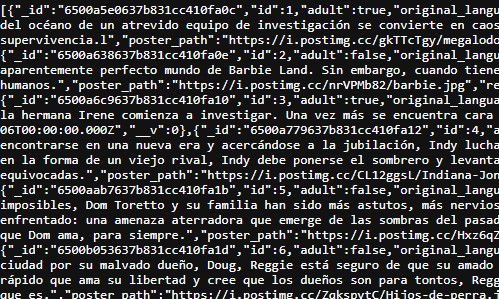 [{"_id":"6500a5e0637b831cc410fa0c","id":1,"adult":true,"original_langu
del océano de un atrevido equipo de investigación se convierte en caos
supervivencia.l","poster_path":"https://i.postimg.cc/gkTTcTgy/megalodo
{"_id":"6500a638637b831cc410fa0e","id":2,"adult":false,"original_langu
aparentemente perfecto mundo de Barbie Land. Sin embargo, cuando tien
humanos.","poster_path":"https://i.postimg.cc/nrVPMb82/barbie.jpg","re
{"_id":"6500a6c9637b831cc410fa10","id":3,"adult":true,"original_langua
la hermana Irene comienza a investigar. Una vez más se encuentra cara
06T00:00:00.000Z","__v":0},{"_id":"6500a779637b831cc410fa12","id":4,"a
encontrarse en una nueva era y acercándose a la jubilación, Indy lucha
en la forma de un viejo rival, Indy debe ponerse el sombrero y levanta
equivocadas.","poster_path":"https://i.postimg.cc/CL12ggsL/Indiana-Jon
{"_id":"6500aab7637b831cc410fa1b","id":5,"adult":false,"original_langu
imposibles, Dom Toretto y su familia han sido más astutos, más nervios
enfrentado: una amenaza aterradora que emerge de las sombras del pasad
que Dom ama, para siempre.","poster_path":"https://i.postimg.cc/Hxz6qZ
{"_id":"6500b053637b831cc410fa1d","id":6,"adult":false,"original_langu
ciudad por su malvado dueño, Doug, Reggie está seguro de que su amado
rápido que ama su libertad y cree que los dueños son para tontos, Regg
que es.","poster_path":"https://i.postimg.cc/ZqkspvtC/Hijos-de-perra.